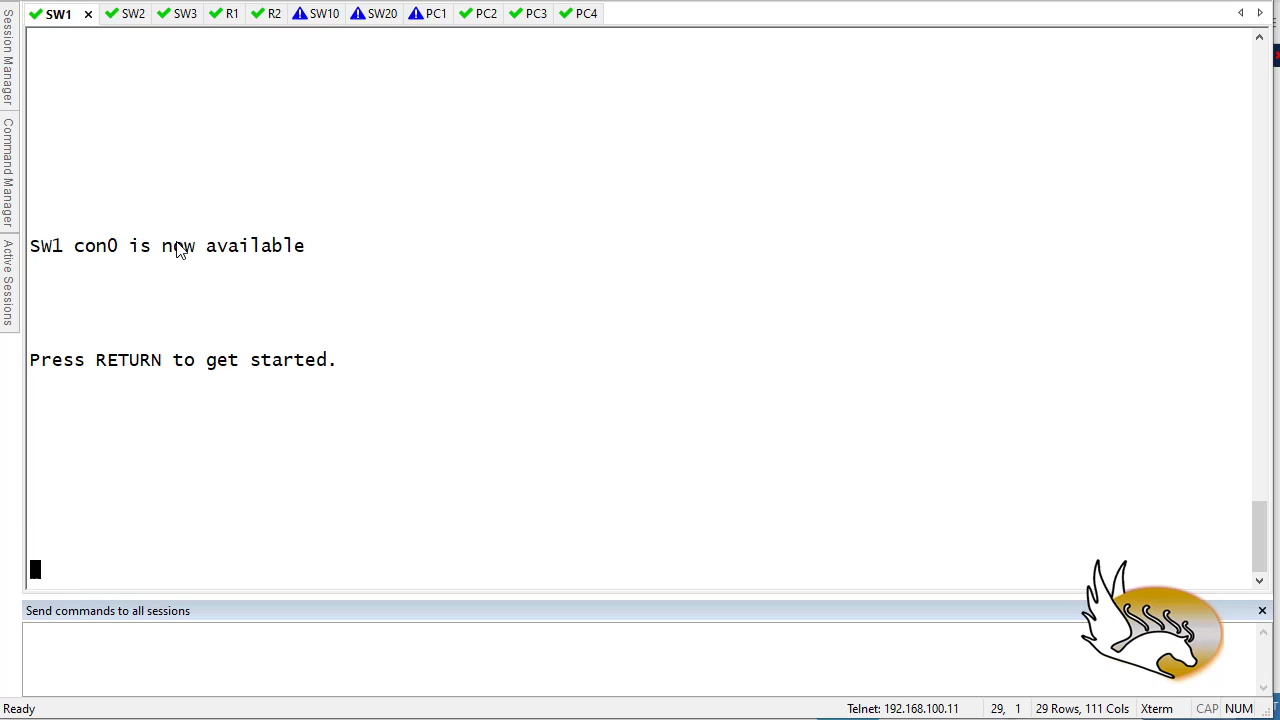 SW1 × SW2 SW3 R1 R2 SW10 SW20 PC1 PC2 PC3 PC4
Session Manager
Command Manager
Active Sessions
SW1 con0 is now available
Press RETURN to get started.
Send commands to all sessions
Ready Telnet: 192.168.100.11 29, 1 29 Rows, 111 Cols Xterm CAP NUM